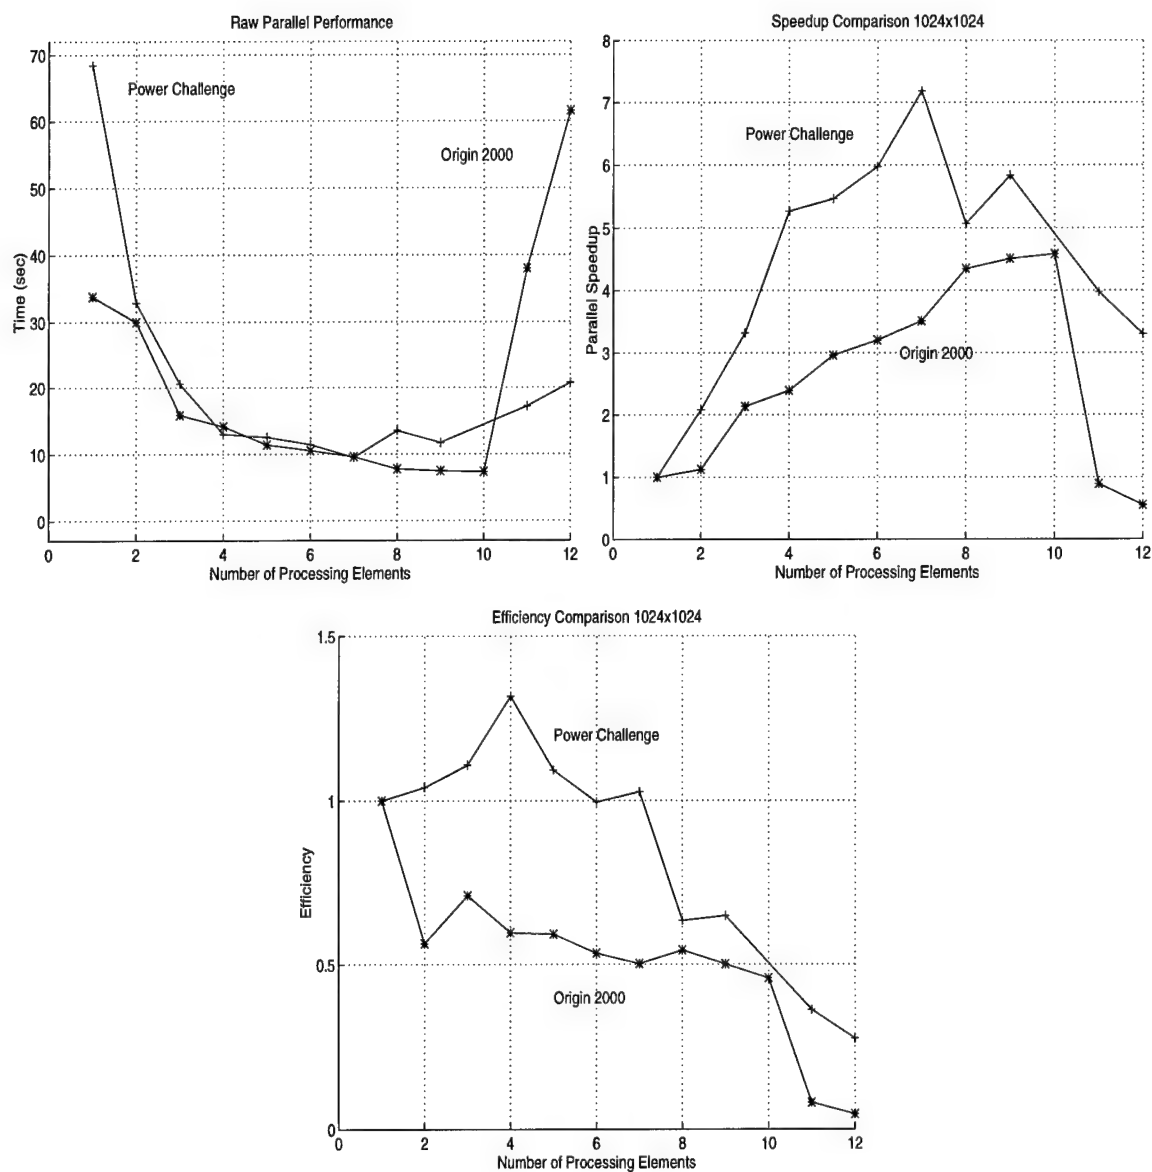 Raw Parallel Performance
70
60
50
40
30
20
10
0
Time (sec)
Power Challenge
Origin 2000
0 2 4 6 8 10 12
Number of Processing Elements
Speedup Comparison 1024x1024
8
7
6
5
4
3
2
1
0
Parallel Speedup
Power Challenge
Origin 2000
0 2 4 6 8 10 12
Number of Processing Elements
Efficiency Comparison 1024x1024
1.5
1
0.5
0
Efficiency
Power Challenge
Origin 2000
0 2 4 6 8 10 12
Number of Processing Elements